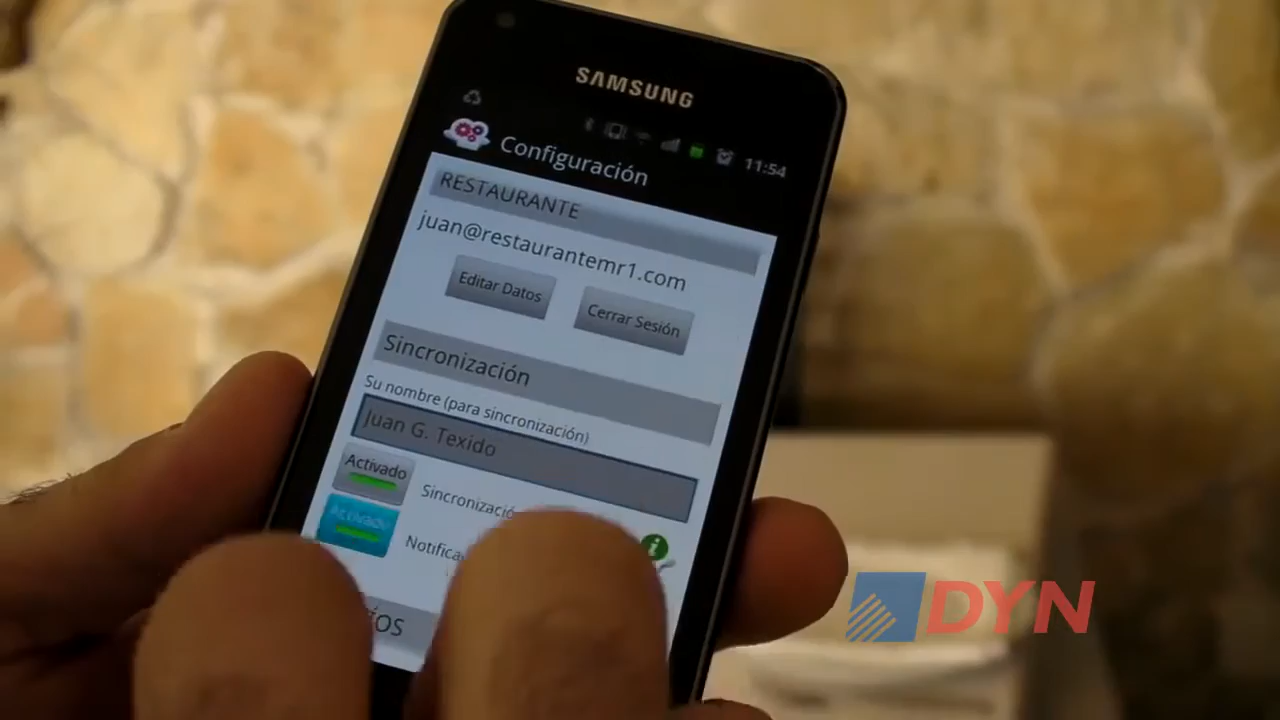 SAMSUNG
11:54
Configuración
RESTAURANTE
juan@restaurantemr1.com
Editar Datos
Cerrar Sesión
Sincronización
Su nombre (para sincronización)
Juan G. Texido
Activado
Activado
DYN